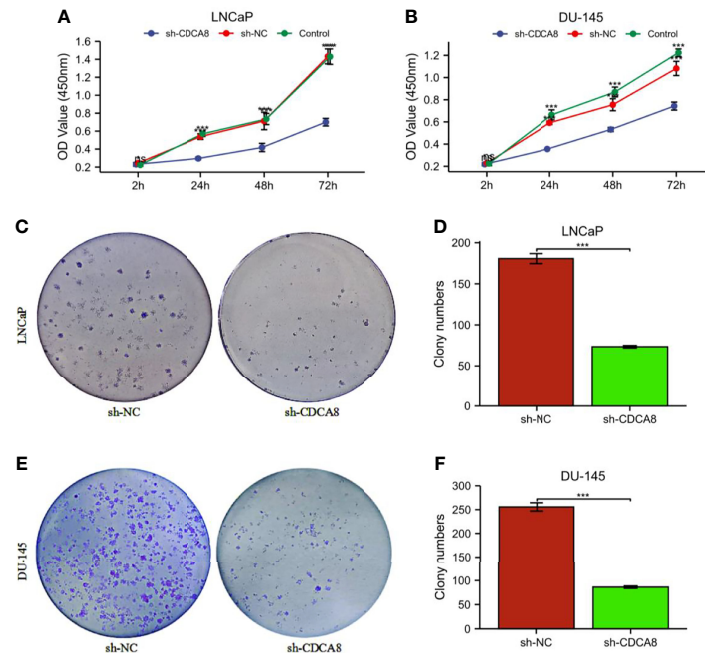 A
LNCaP
sh-CDCA8 sh-NC Control
OD Value (450nm)
1.6
1.4
1.2
1.0
0.8
0.6
0.4
0.2
ns
***
***
2h 24h 48h 72h
B
DU-145
sh-CDCA8 sh-NC Control
OD Value (450nm)
1.2
1.0
0.8
0.6
0.4
0.2
ns
***
***
***
2h 24h 48h 72h
C
LNCaP
sh-NC sh-CDCA8
D
LNCaP
***
Clony numbers
200
150
100
50
0
sh-NC sh-CDCA8
E
DU-145
sh-NC sh-CDCA8
F
DU-145
***
Clony numbers
300
250
200
150
100
50
0
sh-NC sh-CDCA8